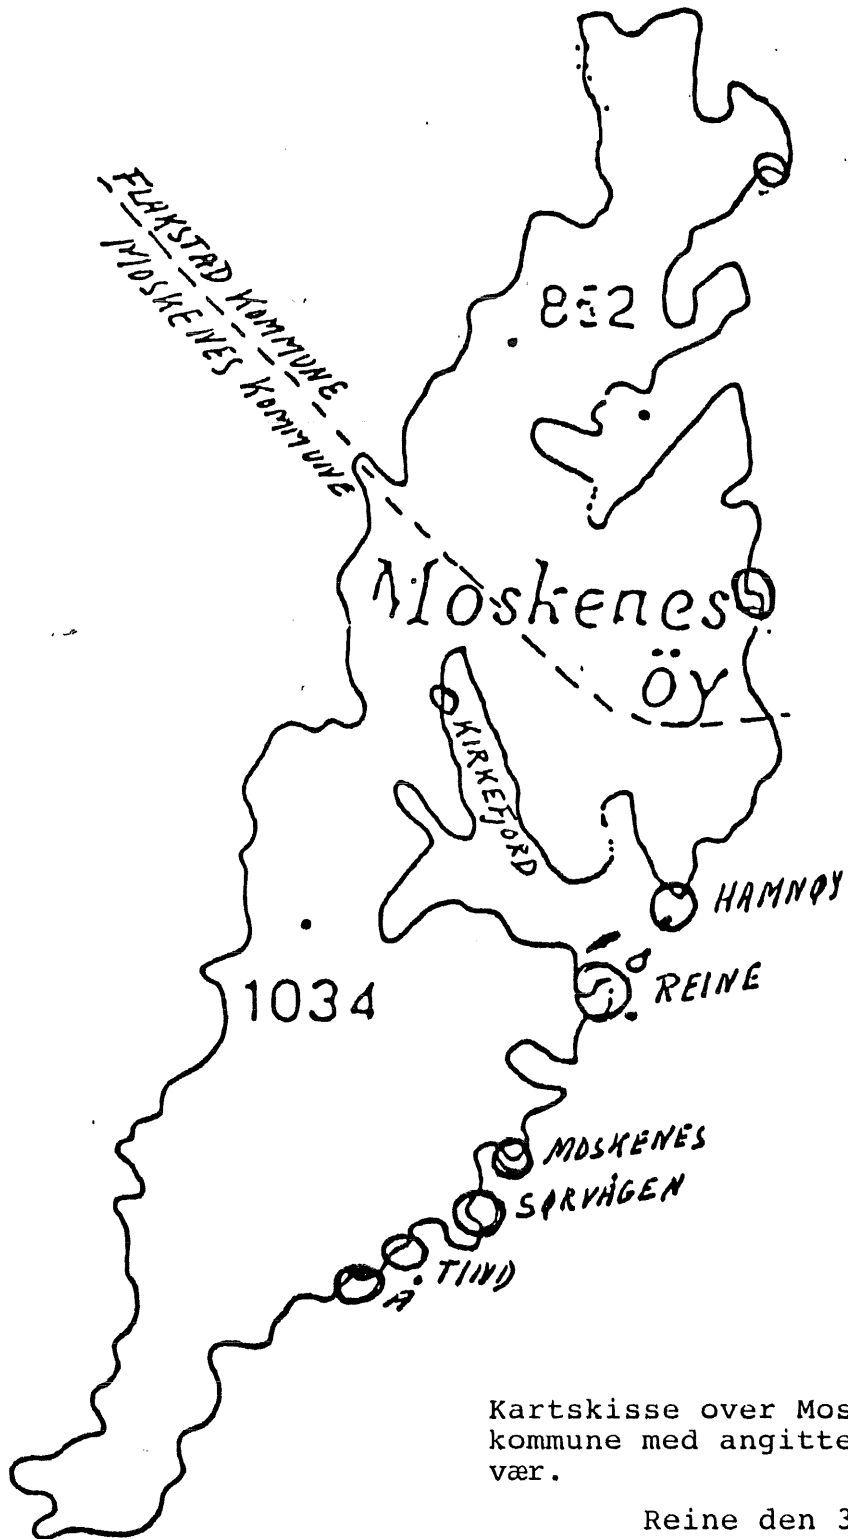 FLAKSTAD KOMMUNE
MOSKENES KOMMUNE
852
Moskenes
öy
KIRKEFJORD
HAMNØY
REINE
1034
MOSKENES
SØRVÅGEN
TIND
Å
Kartskisse over Mos
kommune med angitte
vær.
Reine den 3